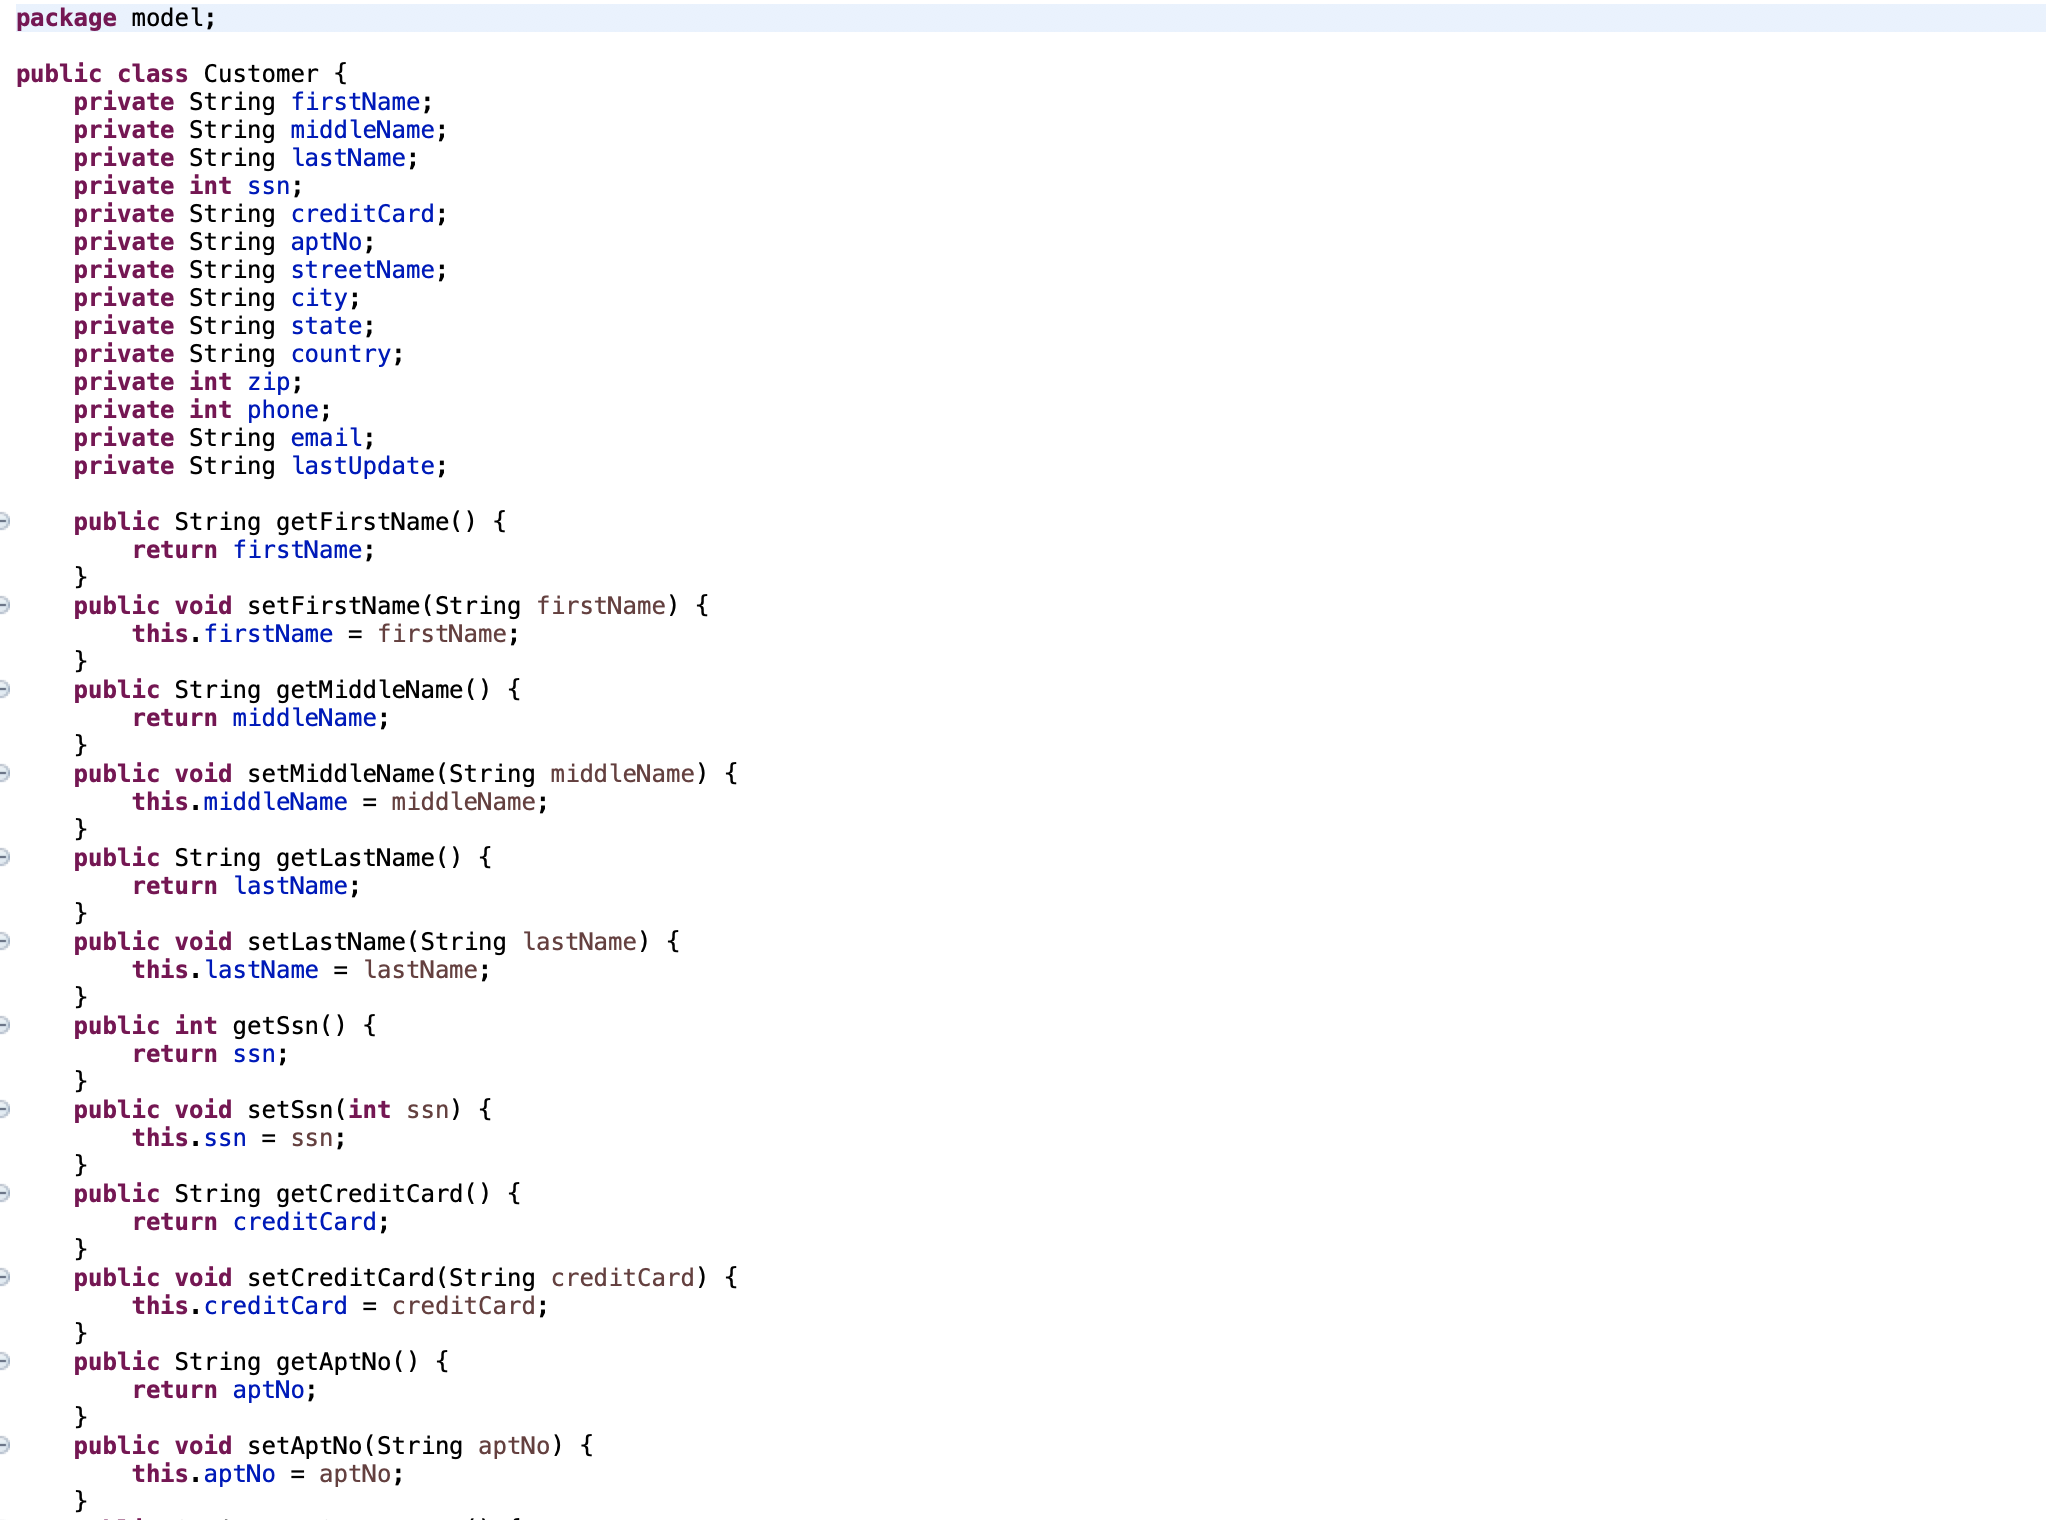 package model;
public class Customer {
private String firstName;
private String middleName;
private String lastName;
private int ssn;
private String creditCard;
private String aptNo;
private String streetName;
private String city;
private String state;
private String country;
private int zip;
private int phone;
private String email;
private String lastUpdate;
public String getFirstName() {
return firstName;
}
public void setFirstName(String firstName) {
this.firstName = firstName;
}
public String getMiddleName() {
return middleName;
}
public void setMiddleName(String middleName) {
this.middleName = middleName;
}
public String getLastName() {
return lastName;
}
public void setLastName(String lastName) {
this.lastName = lastName;
}
public int getSsn() {
return ssn;
}
public void setSsn(int ssn) {
this.ssn = ssn;
}
public String getCreditCard() {
return creditCard;
}
public void setCreditCard(String creditCard) {
this.creditCard = creditCard;
}
public String getAptNo() {
return aptNo;
}
public void setAptNo(String aptNo) {
this.aptNo = aptNo;
}